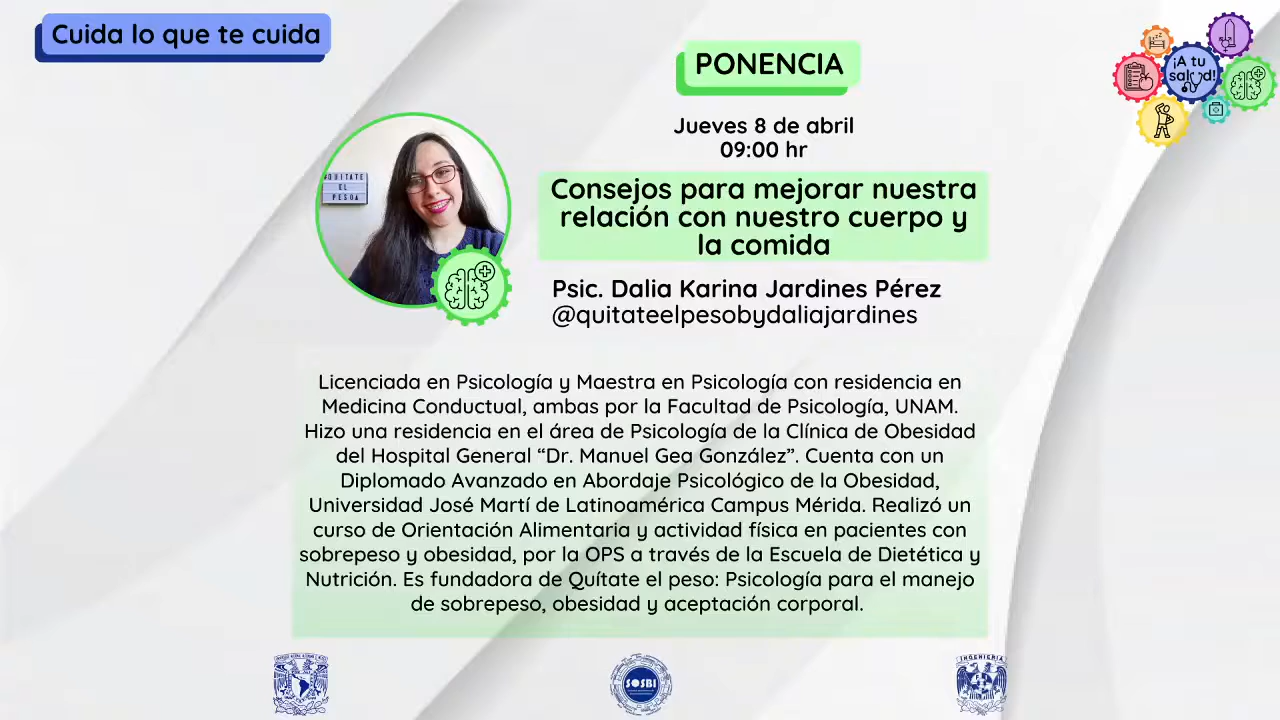 Cuida lo que te cuida
PONENCIA
¡A tu
salud!
Jueves 8 de abril
09:00 hr
QUITATE
EL
PESOA
Consejos para mejorar nuestra
relación con nuestro cuerpo y
la comida
Psic. Dalia Karina Jardines Pérez
@quitateelpesobydaliajardines
Licenciada en Psicología y Maestra en Psicología con residencia en
Medicina Conductual, ambas por la Facultad de Psicología, UNAM.
Hizo una residencia en el área de Psicología de la Clínica de Obesidad
del Hospital General “Dr. Manuel Gea González”. Cuenta con un
Diplomado Avanzado en Abordaje Psicológico de la Obesidad,
Universidad José Martí de Latinoamérica Campus Mérida. Realizó un
curso de Orientación Alimentaria y actividad física en pacientes con
sobrepeso y obesidad, por la OPS a través de la Escuela de Dietética y
Nutrición. Es fundadora de Quítate el peso: Psicología para el manejo
de sobrepeso, obesidad y aceptación corporal.
SOSBI
INGENIERIA